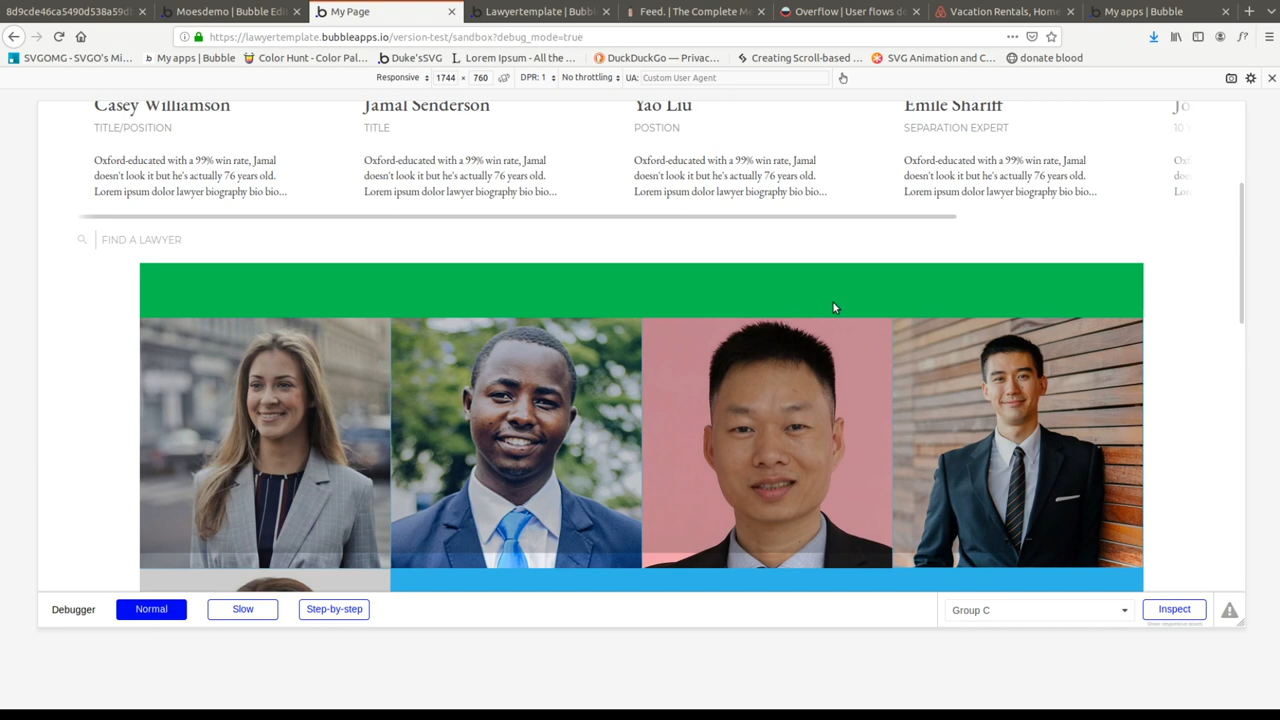 8d9cde46ca5490d538a59d
Moesdemo | Bubble Edi
My Page
Lawyertemplate | Bubb
Feed. | The Complete Mo
Overflow | User flows do
Vacation Rentals, Home
My apps | Bubble
https://lawyertemplate.bubbleapps.io/version-test/sandbox?debug_mode=true
SVGOMG - SVGO's Mi…
My apps | Bubble
Color Hunt - Color Pal…
Duke'sSVG
Lorem Ipsum - All the …
DuckDuckGo — Privac…
Creating Scroll-based …
SVG Animation and C…
donate blood
Responsive 1744 × 760 DPR: 1 No throttling UA: Custom User Agent
Casey Williamson
TITLE/POSITION
Oxford-educated with a 99% win rate, Jamal
doesn't look it but he's actually 76 years old.
Lorem ipsum dolor lawyer biography bio bio...
Jamal Senderson
TITLE
Oxford-educated with a 99% win rate, Jamal
doesn't look it but he's actually 76 years old.
Lorem ipsum dolor lawyer biography bio bio...
Yao Liu
POSTION
Oxford-educated with a 99% win rate, Jamal
doesn't look it but he's actually 76 years old.
Lorem ipsum dolor lawyer biography bio bio...
Emile Shariff
SEPARATION EXPERT
Oxford-educated with a 99% win rate, Jamal
doesn't look it but he's actually 76 years old.
Lorem ipsum dolor lawyer biography bio bio...
Jo
10 Y
Oxf
doe
Lor
FIND A LAWYER
Debugger
Normal
Slow
Step-by-step
Group C
Inspect